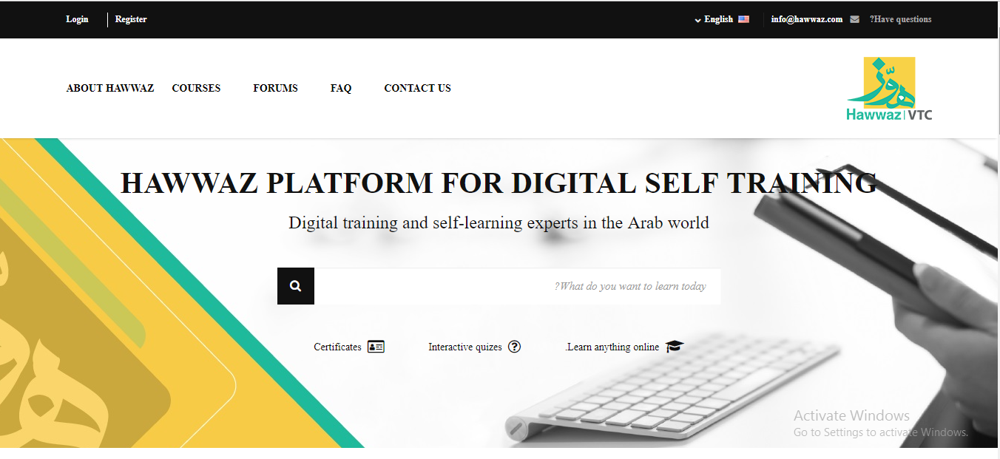 Login
Register
English
info@hawwaz.com
?Have questions
ABOUT HAWWAZ
COURSES
FORUMS
FAQ
CONTACT US
هوّز
Hawwaz | VTC
HAWWAZ PLATFORM FOR DIGITAL SELF TRAINING
Digital training and self-learning experts in the Arab world
?What do you want to learn today
Certificates
Interactive quizes
.Learn anything online
Activate Windows
Go to Settings to activate Windows.